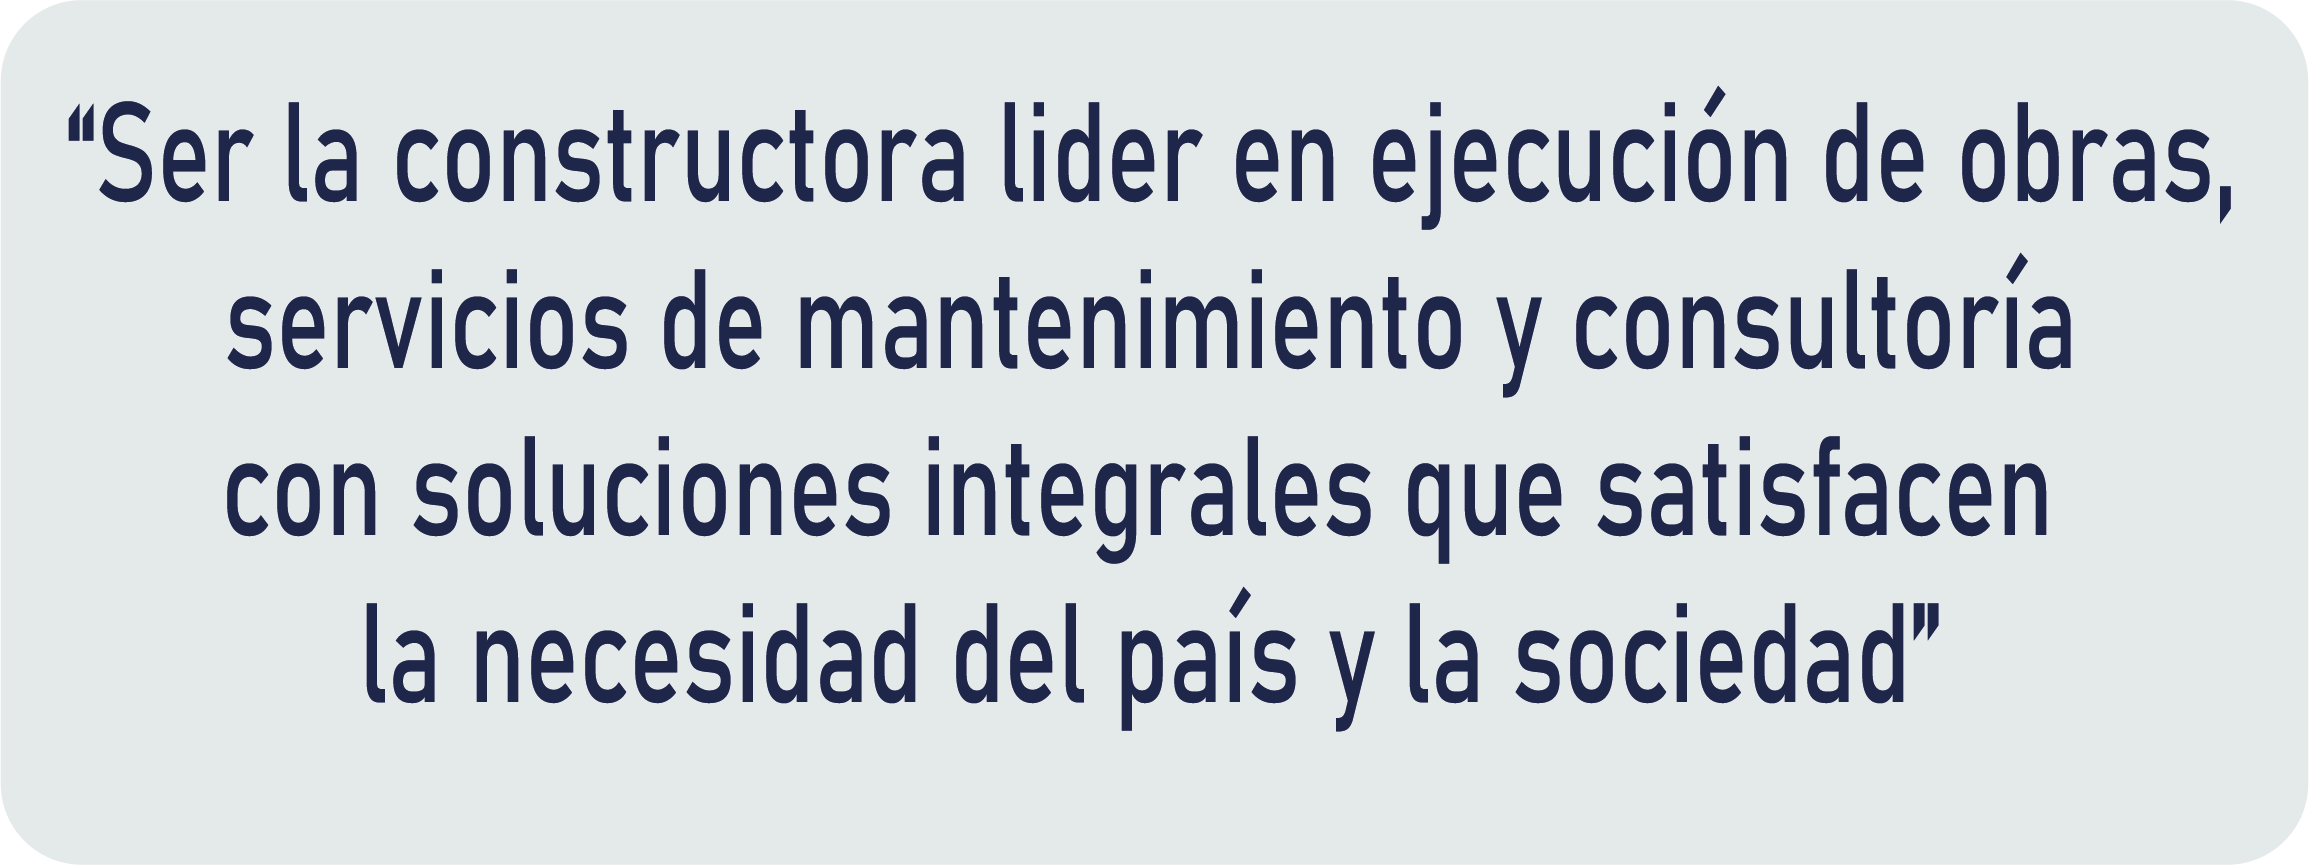 “Ser la constructora lider en ejecución de obras,
servicios de mantenimiento y consultoría
con soluciones integrales que satisfacen
la necesidad del país y la sociedad”